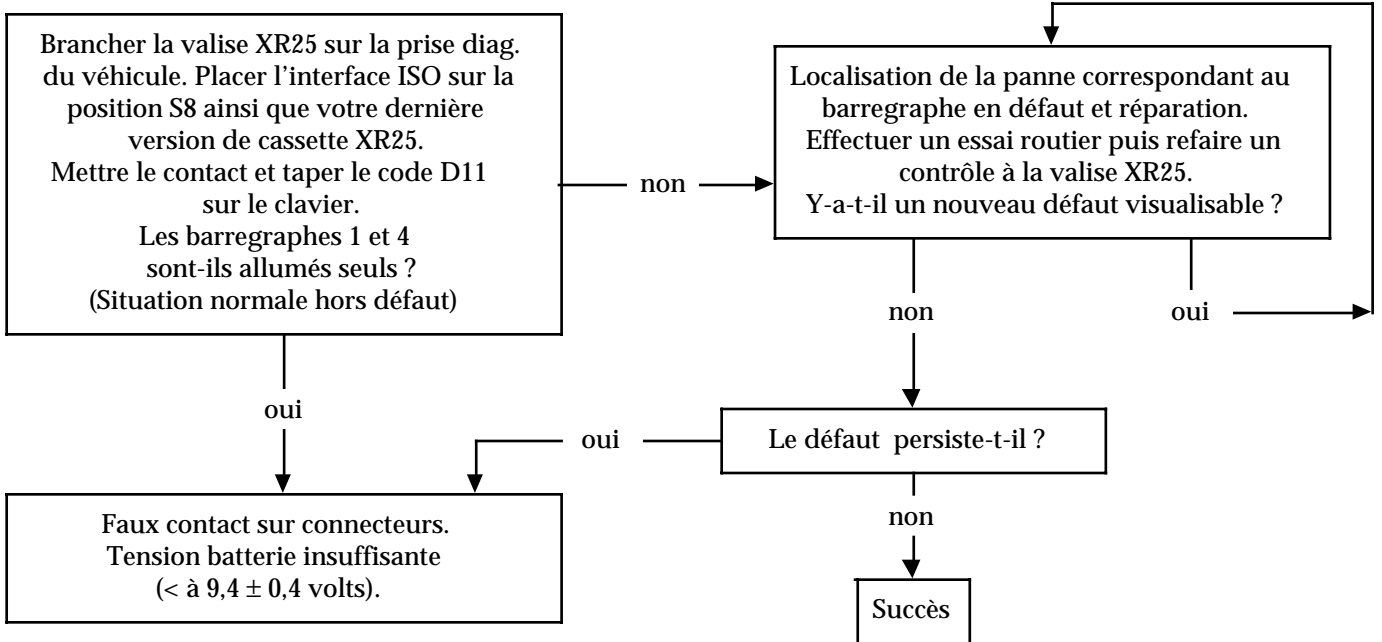 Brancher la valise XR25 sur la prise diag.
du véhicule. Placer l'interface ISO sur la
position S8 ainsi que votre dernière
version de cassette XR25.
Mettre le contact et taper le code D11
sur le clavier.
Les barregraphes 1 et 4
sont-ils allumés seuls ?
(Situation normale hors défaut)
non
Localisation de la panne correspondant au
barregraphe en défaut et réparation.
Effectuer un essai routier puis refaire un
contrôle à la valise XR25.
Y-a-t-il un nouveau défaut visualisable ?
non
oui
oui
oui
Le défaut persiste-t-il ?
Faux contact sur connecteurs.
Tension batterie insuffisante
(< à 9,4 ± 0,4 volts).
non
Succès